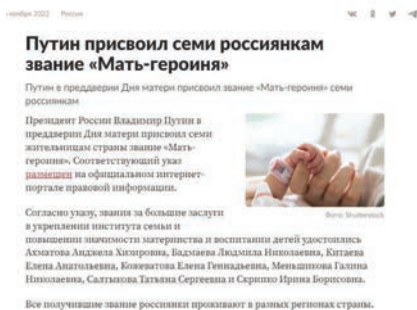 ноября 2022
Россия
Путин присвоил семи россиянкам
звание «Мать-героиня»
Путин в преддверии Дня матери присвоил звание «Мать-героиня» семи
россиянкам
Президент России Владимир Путин в
преддверии Дня матери присвоил семи
жительницам страны звание «Мать-
героиня». Соответствующий указ
размещен на официальном интернет-
портале правовой информации.
Фото: Shutterstock
Согласно указу, звания за большие заслуги
в укреплении института семьи и
повышении значимости материнства и воспитании детей удостоились
Ахматова Анджела Хизировна, Бадмаева Людмила Николаевна, Китаева
Елена Анатольевна, Кожеватова Елена Геннадьевна, Меньшикова Галина
Николаевна, Салтыкова Татьяна Сергеевна и Скрипко Ирина Борисовна.
Все получившие звание россиянки проживают в разных регионах страны.